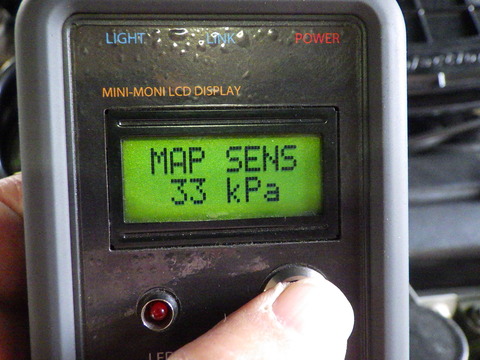 LIGHT LINK POWER
MINI-MONI LCD DISPLAY
MAP SENS
33 kPa